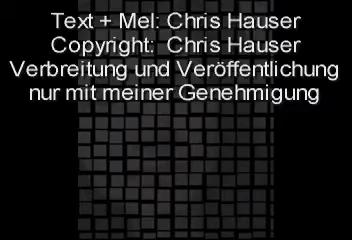 Text + Mel: Chris Hauser
Copyright:  Chris Hauser
Verbreitung und Veröffentlichung
nur mit meiner Genehmigung